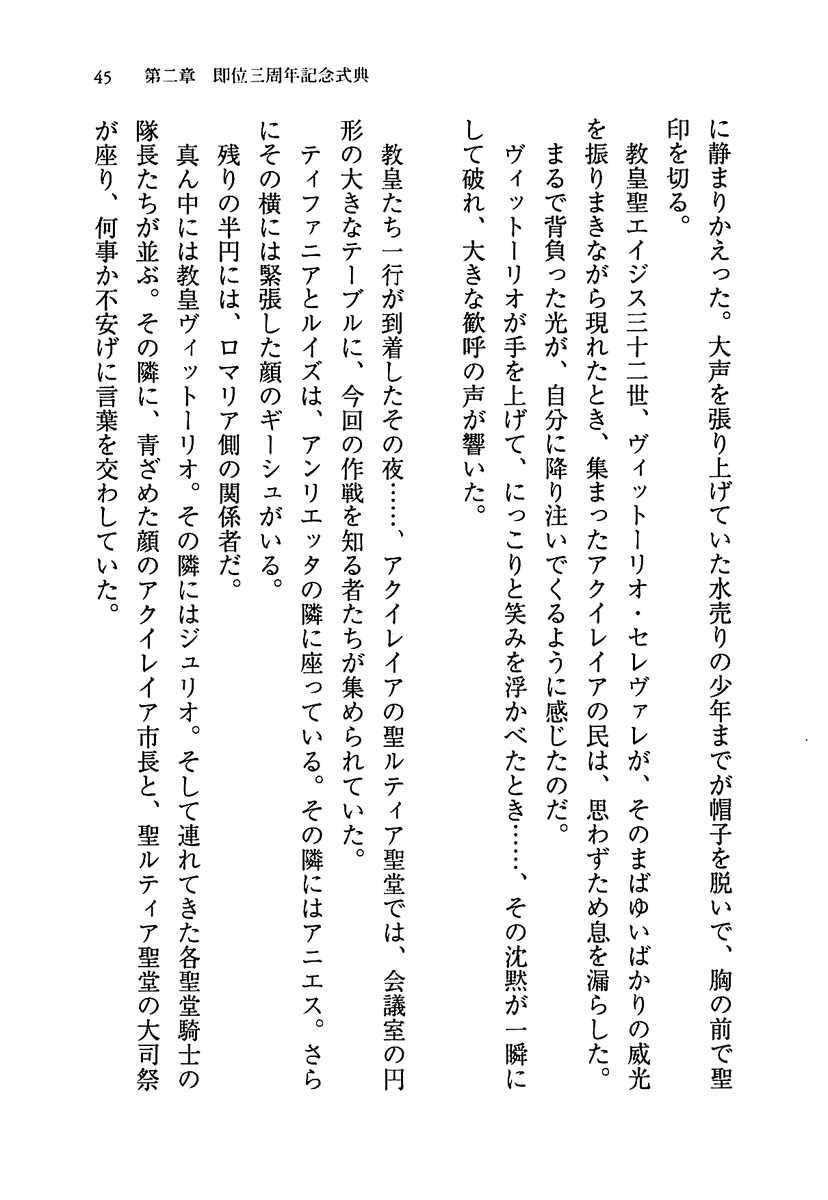 45　第二章　即位三周年記念式典
に静まりかえった。大声を張り上げていた水売りの少年までが帽子を脱いで、胸の前で聖
印を切る。
　教皇聖エイジス三十二世、ヴィットーリオ・セレヴァレが、そのまばゆいばかりの威光
を振りまきながら現れたとき、集まったアクイレイアの民は、思わずため息を漏らした。
　まるで背負った光が、自分に降り注いでくるように感じたのだ。
　ヴィットーリオが手を上げて、にっこりと笑みを浮かべたとき……、その沈黙が一瞬に
して破れ、大きな歓呼の声が響いた。
　教皇たち一行が到着したその夜……、アクイレイアの聖ルティア聖堂では、会議室の円
形の大きなテーブルに、今回の作戦を知る者たちが集められていた。
　ティファニアとルイズは、アンリエッタの隣に座っている。その隣にはアニエス。さら
にその横には緊張した顔のギーシュがいる。
　残りの半円には、ロマリア側の関係者だ。
　真ん中には教皇ヴィットーリオ。その隣にはジュリオ。そして連れてきた各聖堂騎士の
隊長たちが並ぶ。その隣に、青ざめた顔のアクイレイア市長と、聖ルティア聖堂の大司祭
が座り、何事か不安げに言葉を交わしていた。